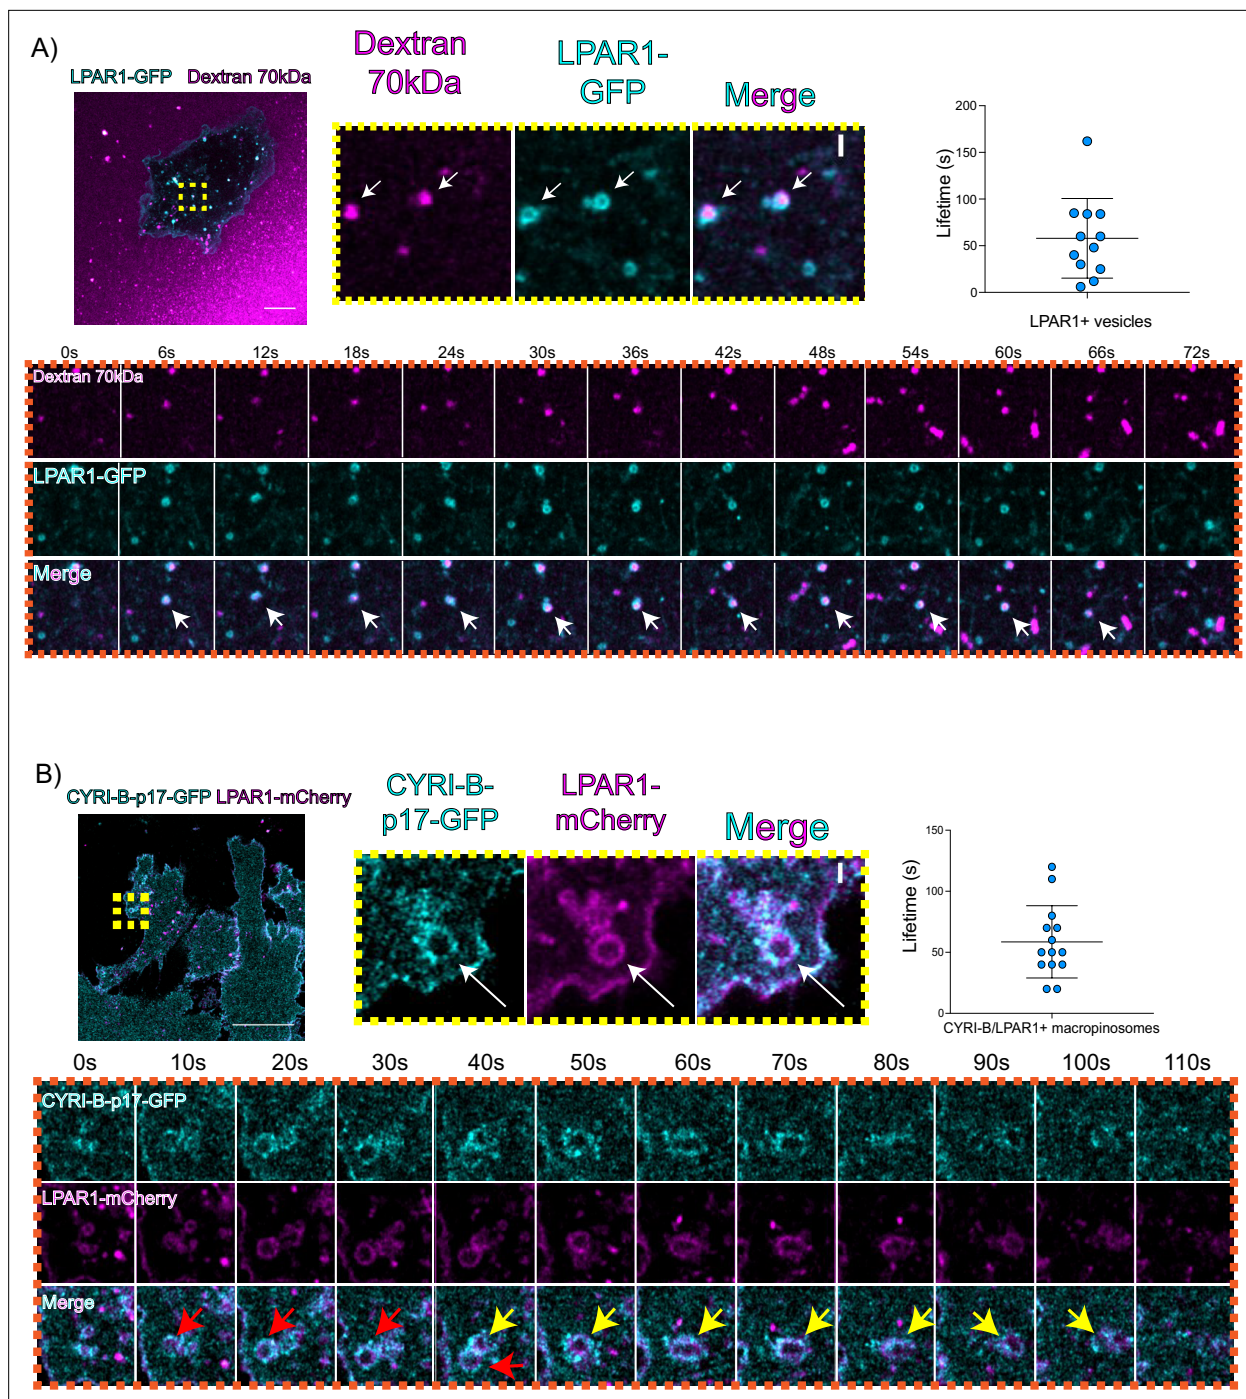 A)
LPAR1-GFP Dextran 70kDa
Dextran
70kDa
LPAR1-
GFP
Merge
Lifetime (s)
200
150
100
50
0
LPAR1+ vesicles
0s 6s 12s 18s 24s 30s 36s 42s 48s 54s 60s 66s 72s
Dextran 70kDa
LPAR1-GFP
Merge
B)
CYRI-B-p17-GFP LPAR1-mCherry
CYRI-B-
p17-GFP
LPAR1-
mCherry
Merge
Lifetime (s)
150
100
50
0
CYRI-B/LPAR1+ macropinosomes
0s 10s 20s 30s 40s 50s 60s 70s 80s 90s 100s 110s
CYRI-B-p17-GFP
LPAR1-mCherry
Merge